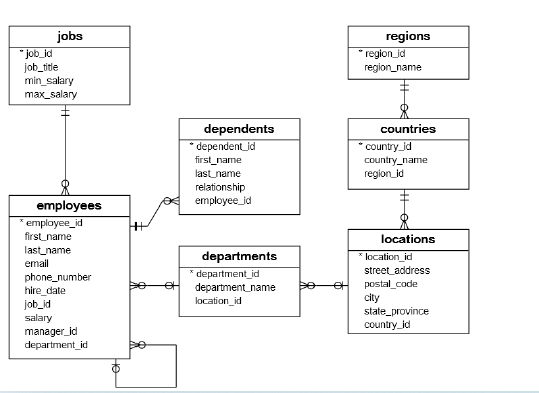 jobs
* job_id
job_title
min_salary
max_salary
regions
* region_id
region_name
dependents
* dependent_id
first_name
last_name
relationship
employee_id
countries
* country_id
country_name
region_id
employees
* employee_id
first_name
last_name
email
phone_number
hire_date
job_id
salary
manager_id
department_id
departments
* department_id
department_name
location_id
locations
* location_id
street_address
postal_code
city
state_province
country_id